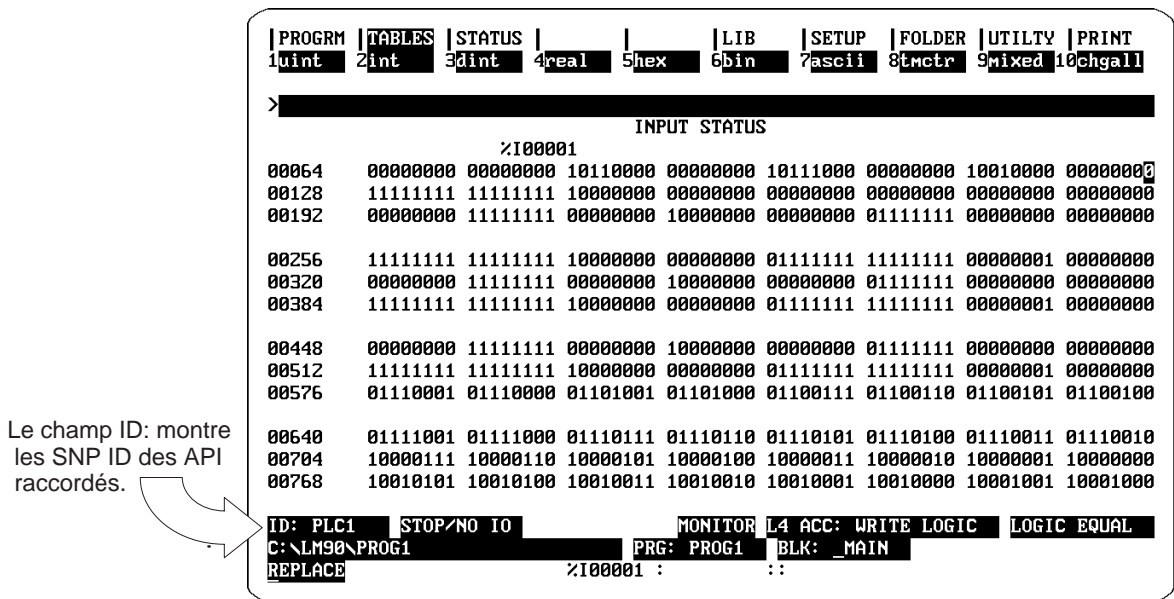 |PROGRM |TABLES |STATUS | | |LIB |SETUP |FOLDER |UTILTY |PRINT
1uint 2int 3dint 4real 5hex 6bin 7ascii 8tmctr 9mixed 10chgall
>
INPUT STATUS
%I00001
00064 00000000 00000000 10110000 00000000 10111000 00000000 10010000 00000000
00128 11111111 11111111 10000000 00000000 00000000 00000000 00000000 00000000
00192 00000000 11111111 00000000 10000000 00000000 01111111 00000000 00000000
00256 11111111 11111111 10000000 00000000 01111111 11111111 00000001 00000000
00320 00000000 11111111 00000000 10000000 00000000 01111111 00000000 00000000
00384 11111111 11111111 10000000 00000000 01111111 11111111 00000001 00000000
00448 00000000 11111111 00000000 10000000 00000000 01111111 00000000 00000000
00512 11111111 11111111 10000000 00000000 01111111 11111111 00000001 00000000
00576 01110001 01110000 01101001 01101000 01100111 01100110 01100101 01100100
00640 01111001 01111000 01110111 01110110 01110101 01110100 01110011 01110010
00704 10000111 10000110 10000101 10000100 10000011 10000010 10000001 10000000
00768 10010101 10010100 10010011 10010010 10010001 10010000 10001001 10001000
Le champ ID: montre
les SNP ID des API
raccordés.
ID: PLC1 STOP/NO IO MONITOR L4 ACC: WRITE LOGIC LOGIC EQUAL
C:\LM90\PROG1 PRG: PROG1 BLK: _MAIN
REPLACE %I00001 : ::